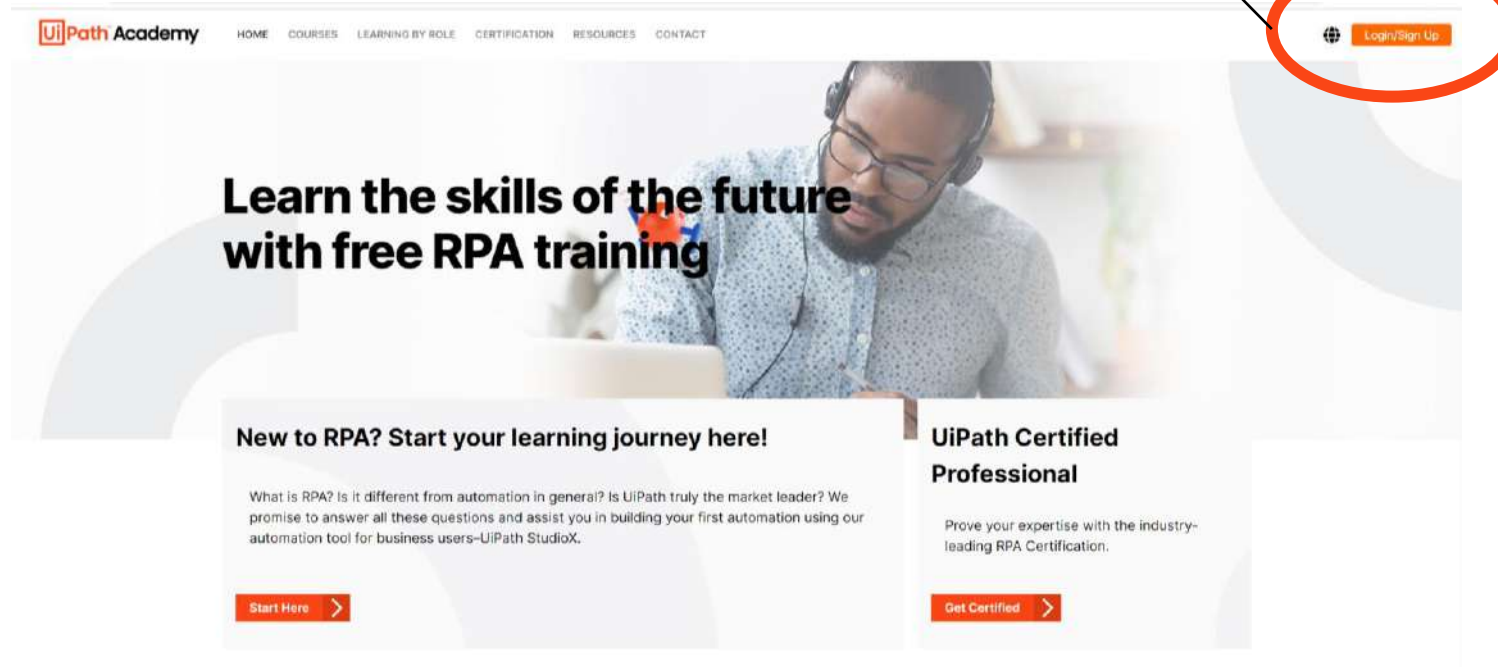 UiPath Academy
HOME COURSES LEARNING BY ROLE CERTIFICATION RESOURCES CONTACT
Login/Sign Up
Learn the skills of the future
with free RPA training
New to RPA? Start your learning journey here!
What is RPA? Is it different from automation in general? Is UiPath truly the market leader? We
promise to answer all these questions and assist you in building your first automation using our
automation tool for business users–UiPath StudioX.
Start Here
UiPath Certified
Professional
Prove your expertise with the industry-
leading RPA Certification.
Get Certified